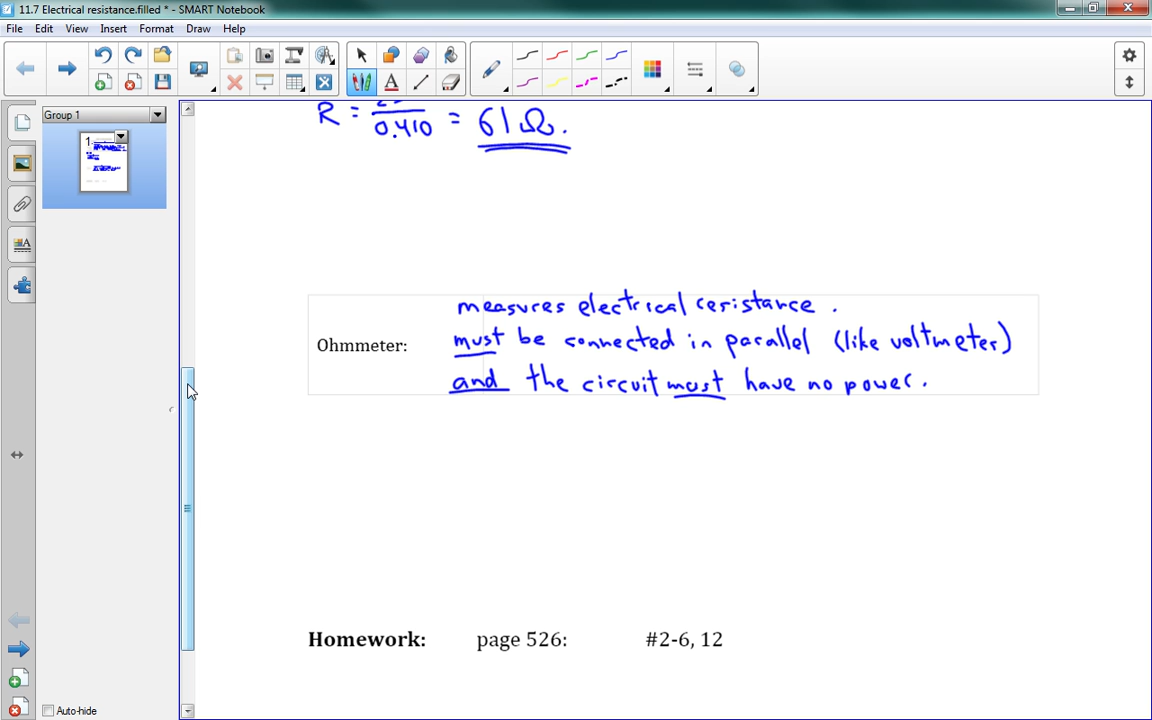 11.7 Electrical resistance.filled * - SMART Notebook
File Edit View Insert Format Draw Help
Group 1
1
R = 0.410 = 61 Ω.
measures electrical resistance.
Ohmmeter: must be connected in parallel (like voltmeter)
and the circuit must have no power.
Homework: page 526: #2-6, 12
Auto-hide